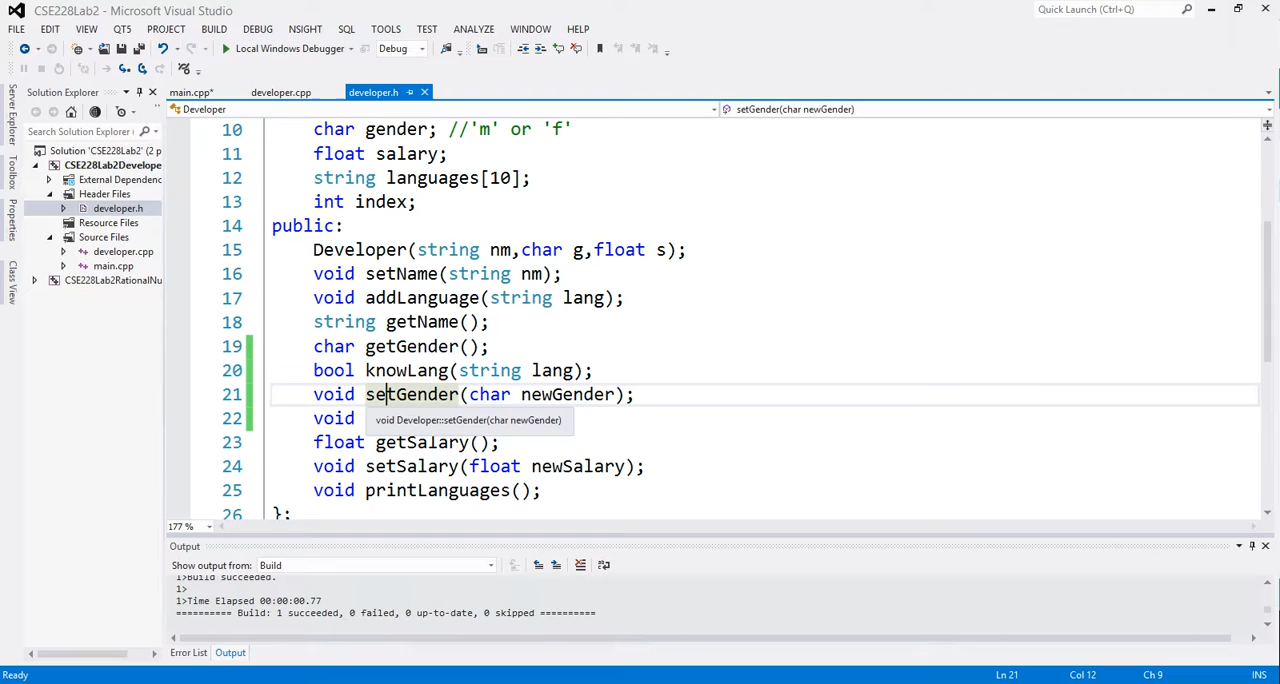 CSE228Lab2 - Microsoft Visual Studio
Quick Launch (Ctrl+Q)
FILE EDIT VIEW QT5 PROJECT BUILD DEBUG NSIGHT SQL TOOLS TEST ANALYZE WINDOW HELP
Local Windows Debugger Debug
Server Explorer
Toolbox
Properties
Class View
Solution Explorer
Search Solution Explorer (
Solution 'CSE228Lab2' (2 p
CSE228Lab2Develope
External Dependenc
Header Files
developer.h
Resource Files
Source Files
developer.cpp
main.cpp
CSE228Lab2RationalNu
main.cpp* developer.cpp developer.h
Developer setGender(char newGender)
10 char gender; //'m' or 'f'
11 float salary;
12 string languages[10];
13 int index;
14 public:
15 Developer(string nm,char g,float s);
16 void setName(string nm);
17 void addLanguage(string lang);
18 string getName();
19 char getGender();
20 bool knowLang(string lang);
21 void setGender(char newGender);
22 void
void Developer::setGender(char newGender)
23 float getSalary();
24 void setSalary(float newSalary);
25 void printLanguages();
26 };
177 %
Output
Show output from: Build
1>Build succeeded.
1>
1>Time Elapsed 00:00:00.77
========== Build: 1 succeeded, 0 failed, 0 up-to-date, 0 skipped ==========
Error List Output
Ready Ln 21 Col 12 Ch 9 INS